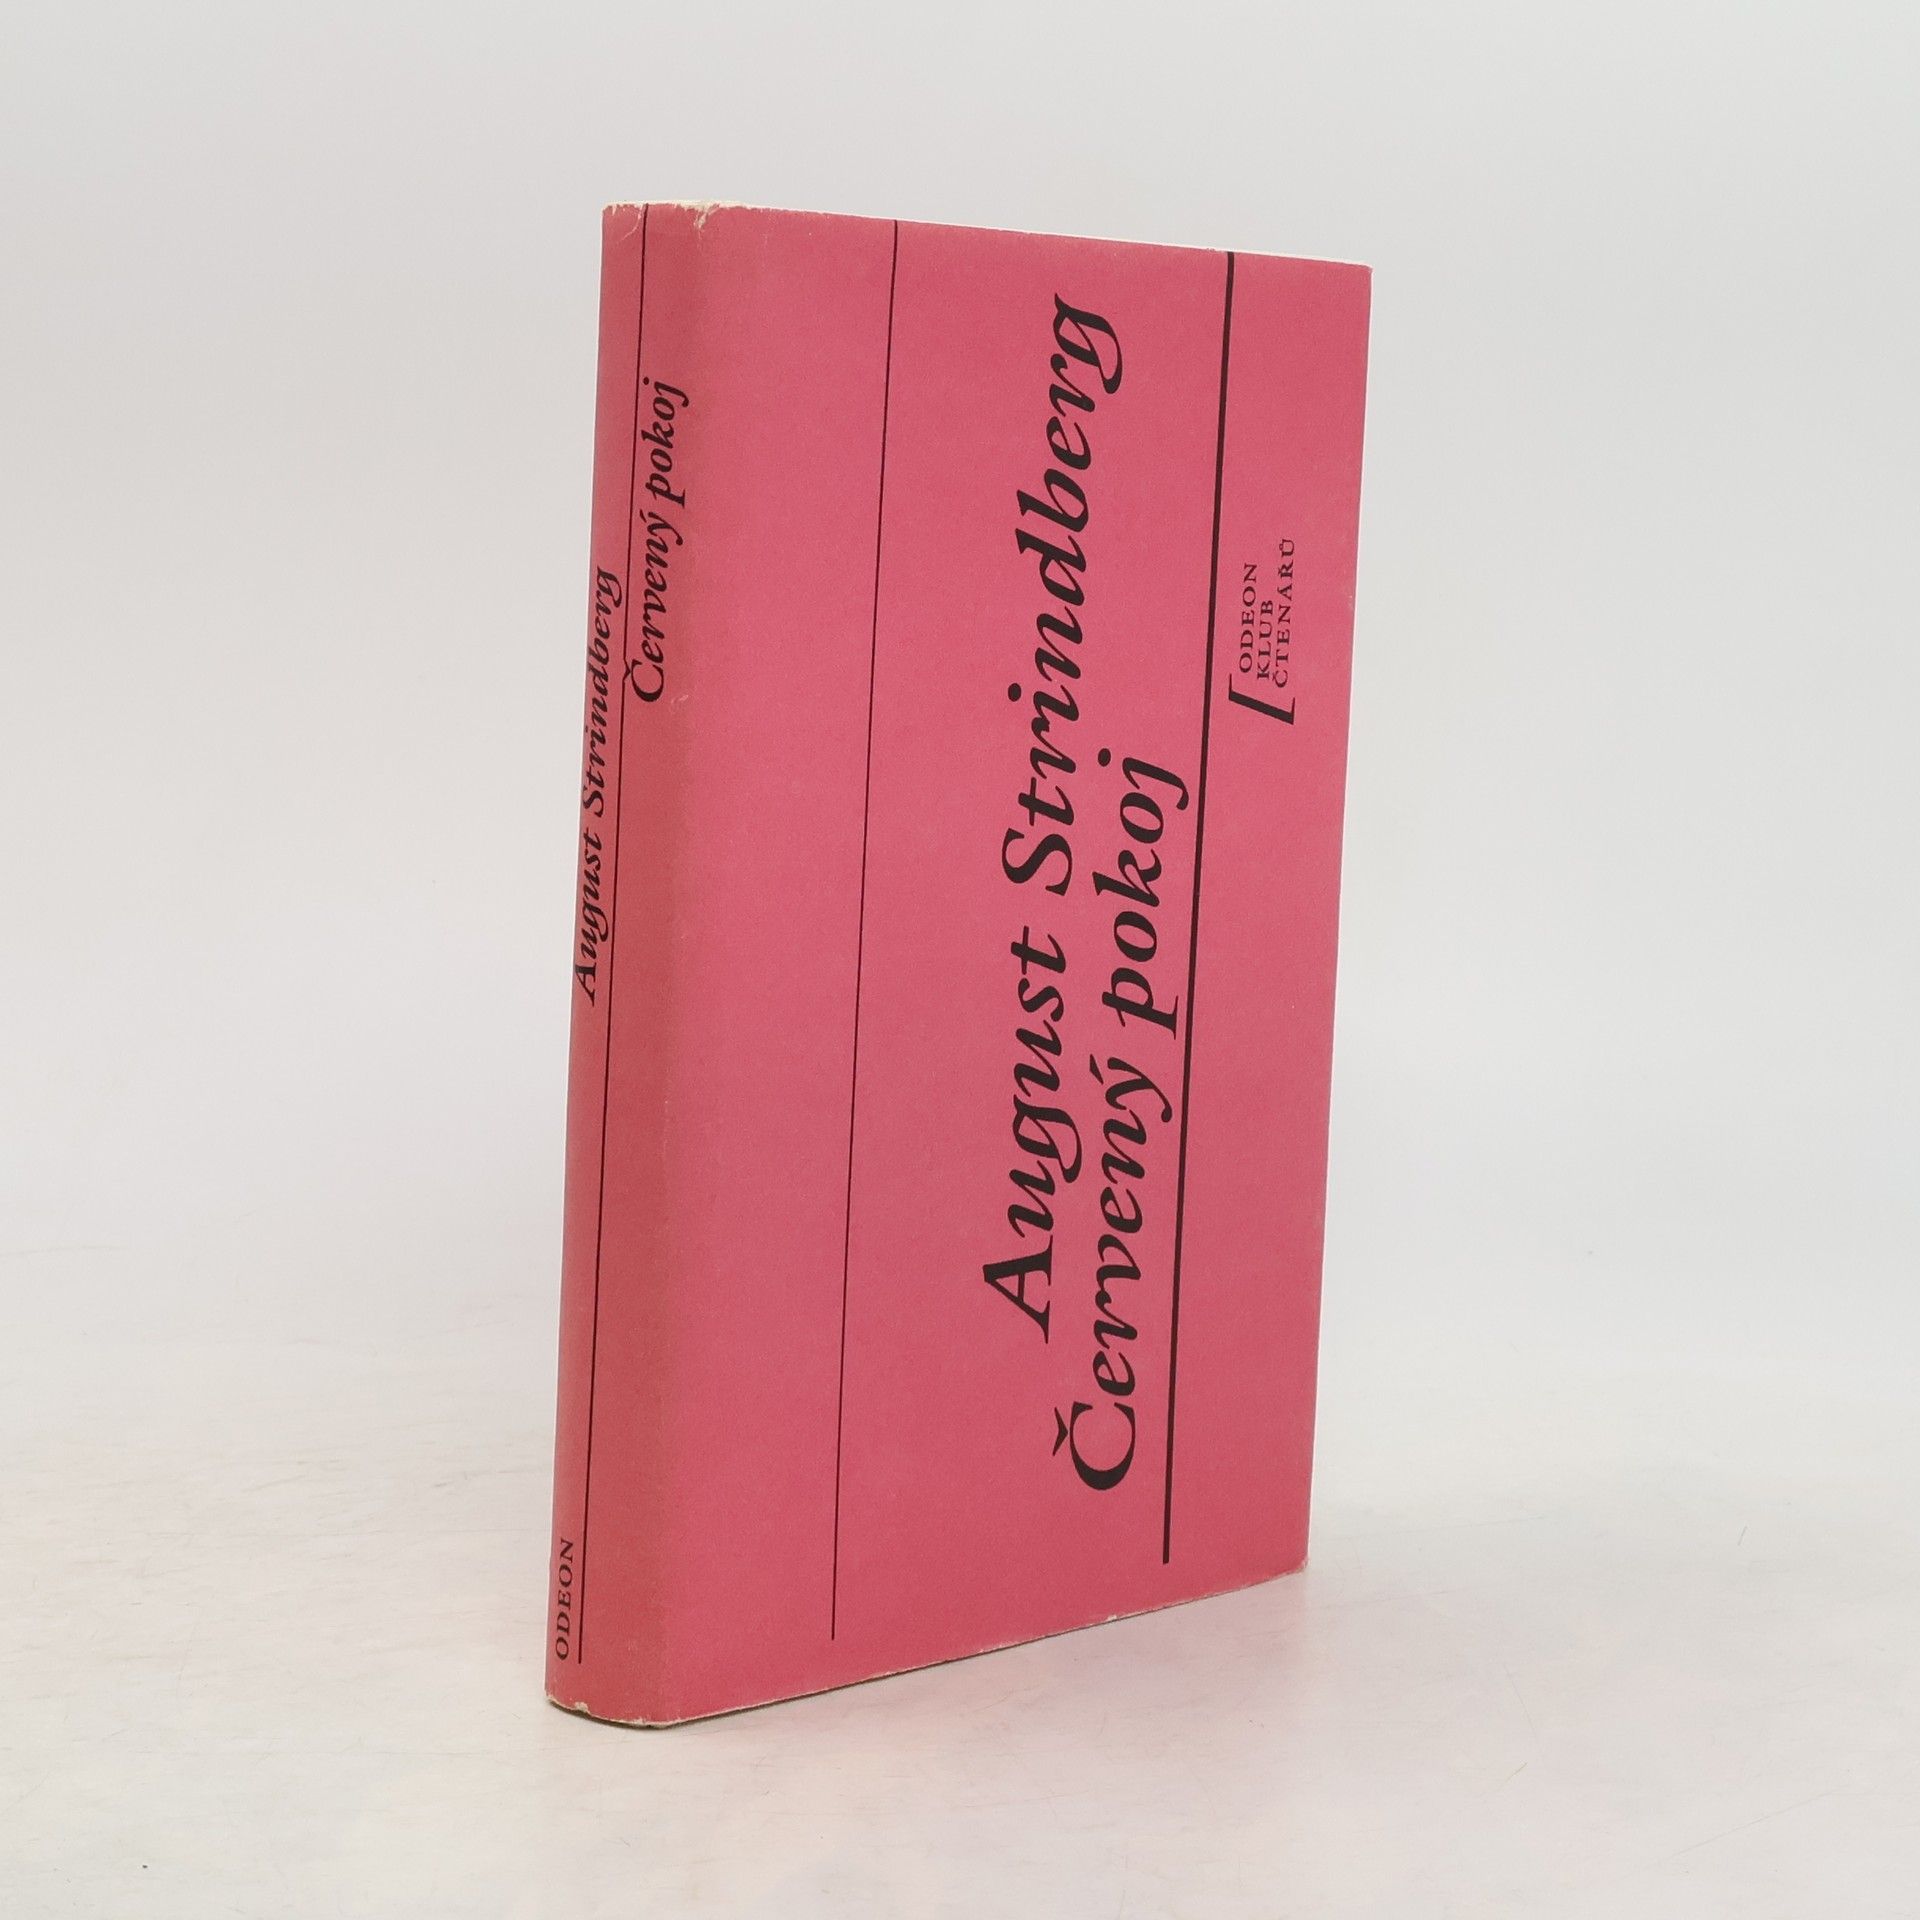 August Strindberg
Červený pokoj
ODEON
August Strindberg
Červený pokoj
ODEON
KLUB
ČTENÁŘŮ